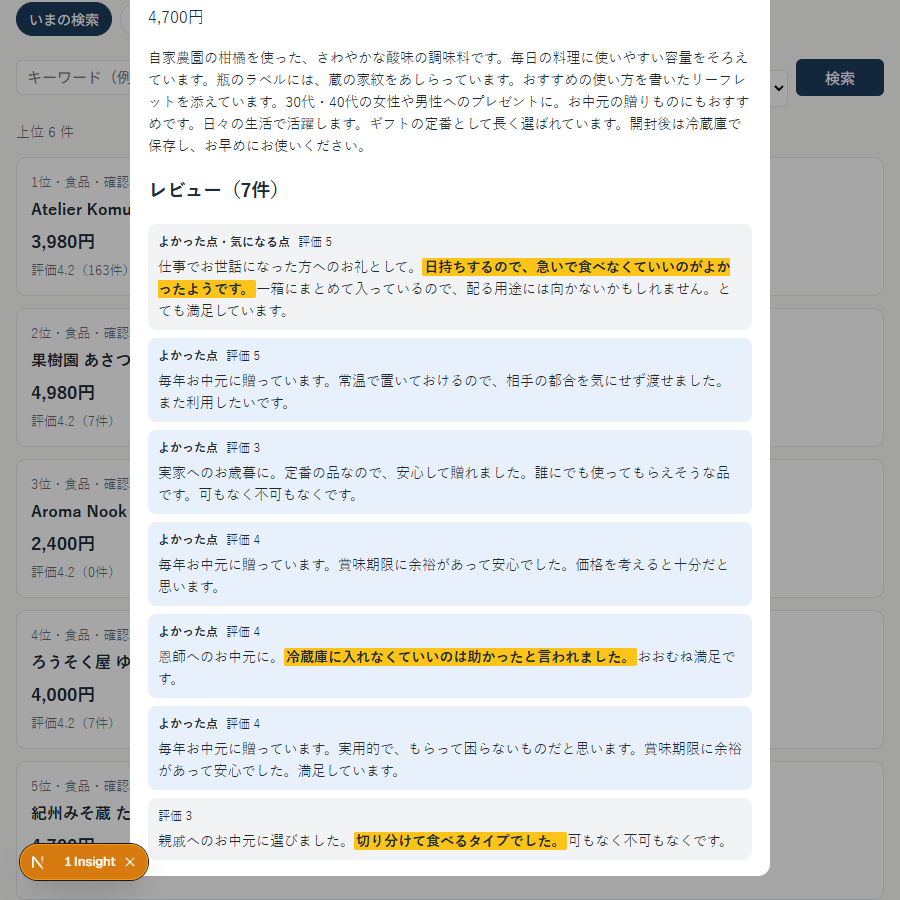 いまの検索
キーワード（例
検索
上位 6 件
1位・食品・確認
Atelier Komu
3,980円
評価4.2（163件）
2位・食品・確認
果樹園 あさつ
4,980円
評価4.2（7件）
3位・食品・確認
Aroma Nook
2,400円
評価4.2（0件）
4位・食品・確認
ろうそく屋 ゆ
4,000円
評価4.2（7件）
5位・食品・確認
紀州みそ蔵 た
4,700円
1 Insight
4,700円
自家農園の柑橘を使った、さわやかな酸味の調味料です。毎日の料理に使いやすい容量をそろえ
ています。瓶のラベルには、蔵の家紋をあしらっています。おすすめの使い方を書いたリーフレ
ットを添えています。30代・40代の女性や男性へのプレゼントに。お中元の贈りものにもおすす
めです。日々の生活で活躍します。ギフトの定番として長く選ばれています。開封後は冷蔵庫で
保存し、お早めにお使いください。
レビュー（7件）
よかった点・気になる点 評価 5
仕事でお世話になった方へのお礼として。日持ちするので、急いで食べなくていいのがよか
ったようです。一箱にまとめて入っているので、配る用途には向かないかもしれません。と
ても満足しています。
よかった点 評価 5
毎年お中元に贈っています。常温で置いておけるので、相手の都合を気にせず渡せました。
また利用したいです。
よかった点 評価 3
実家へのお歳暮に。定番の品なので、安心して贈れました。誰にでも使ってもらえそうな品
です。可もなく不可もなくです。
よかった点 評価 4
毎年お中元に贈っています。賞味期限に余裕があって安心でした。価格を考えると十分だと
思います。
よかった点 評価 4
恩師へのお中元に。冷蔵庫に入れなくていいのは助かったと言われました。おおむね満足で
す。
よかった点 評価 4
毎年お中元に贈っています。実用的で、もらって困らないものだと思います。賞味期限に余裕
があって安心でした。満足しています。
評価 3
親戚へのお中元に選びました。切り分けて食べるタイプでした。可もなく不可もなくです。